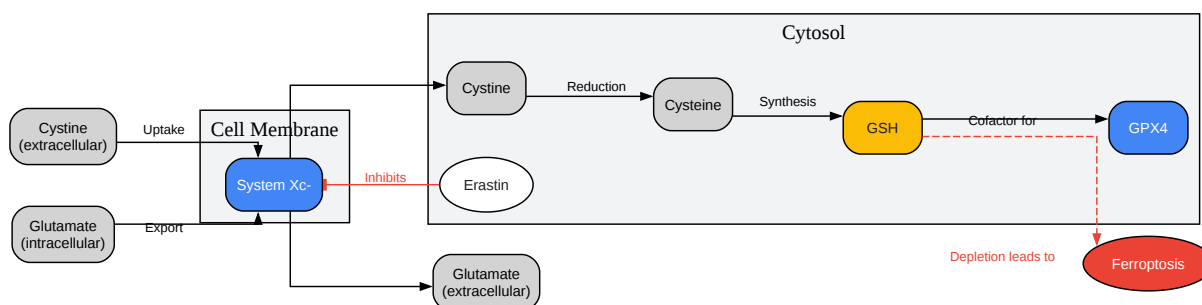 Cytosol
Cystine
Reduction
Cysteine
Synthesis
GSH
Cofactor for
GPX4
Cystine
(extracellular)
Uptake
Cell Membrane
System Xc-
Inhibits
Erastin
Glutamate
(intracellular)
Export
Glutamate
(extracellular)
Depletion leads to
Ferroptosis